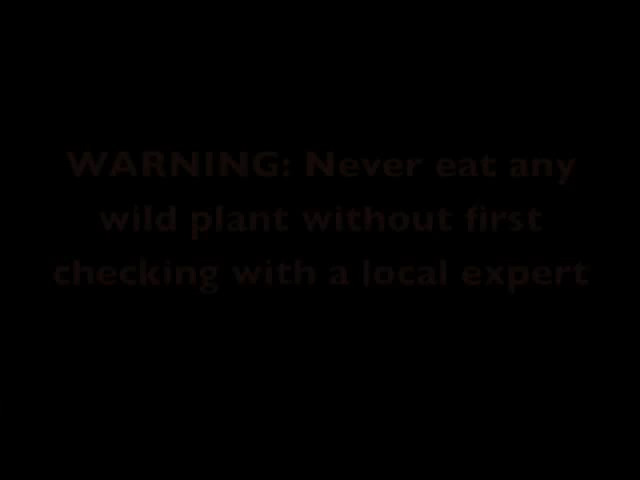 WARNING: Never eat any
wild plant without first
checking with a local expert